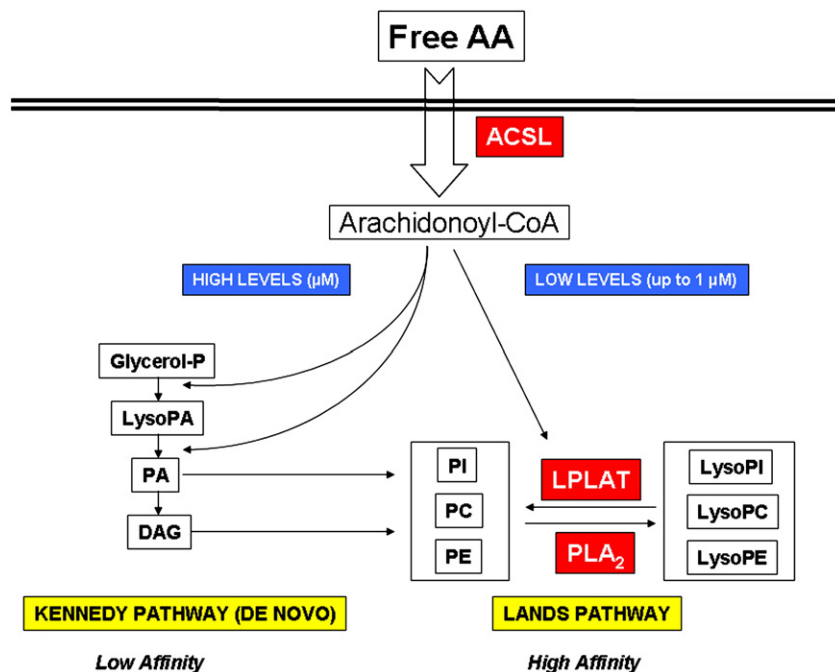 Free AA
ACSL
Arachidonoyl-CoA
HIGH LEVELS (µM)
LOW LEVELS (up to 1 µM)
Glycerol-P
LysoPA
PA
DAG
PI
PC
PE
LPLAT
PLA₂
LysoPI
LysoPC
LysoPE
KENNEDY PATHWAY (DE NOVO)
LANDS PATHWAY
Low Affinity
High Affinity